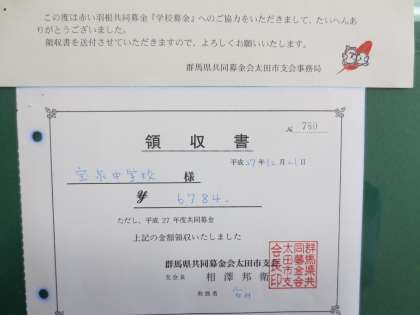 この度は赤い羽根共同募金『学校募金』へのご協力をいただきまして、たいへんあ
りがとうございました。
領収書を送付させていただきますので、よろしくお願いいたします。
群馬県共同募金会太田市支会事務局
領収書
№ 780
平成27年12月21日
宝泉中学校 様
¥ 6784.
ただし、平成27年度共同募金
上記の金額領収いたしました
群馬県共同募金会太田市支会
支会長 相澤邦衛
取扱者
群馬県共
同募金会
太田市支
会長印